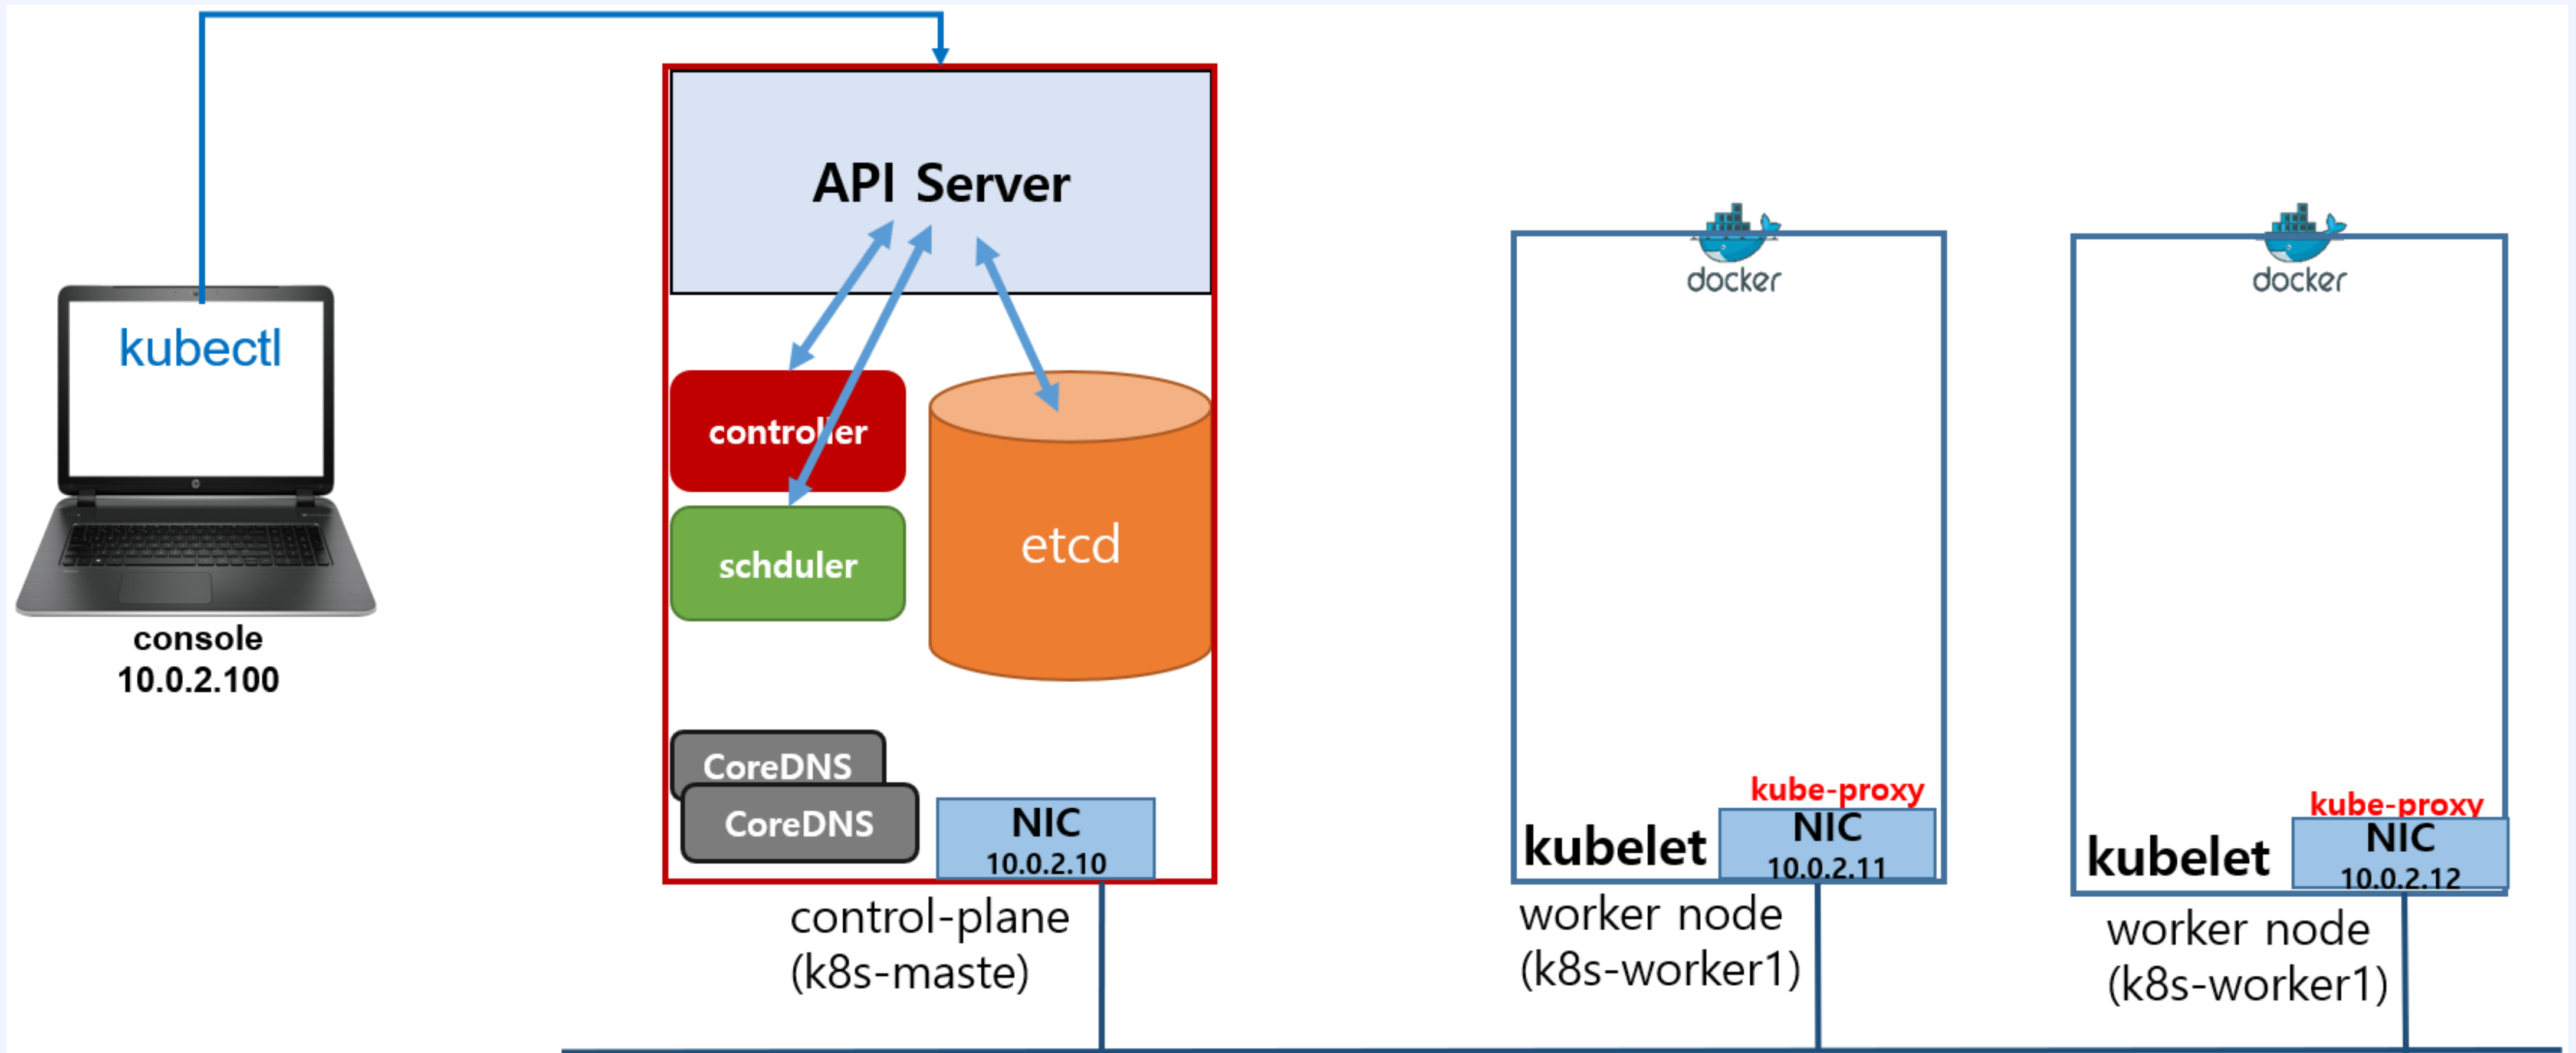 kubectl
console
10.0.2.100
API Server
controller
schduler
etcd
CoreDNS
CoreDNS
NIC
10.0.2.10
control-plane
(k8s-maste)
docker
kube-proxy
kubelet
NIC
10.0.2.11
worker node
(k8s-worker1)
docker
kube-proxy
kubelet
NIC
10.0.2.12
worker node
(k8s-worker1)